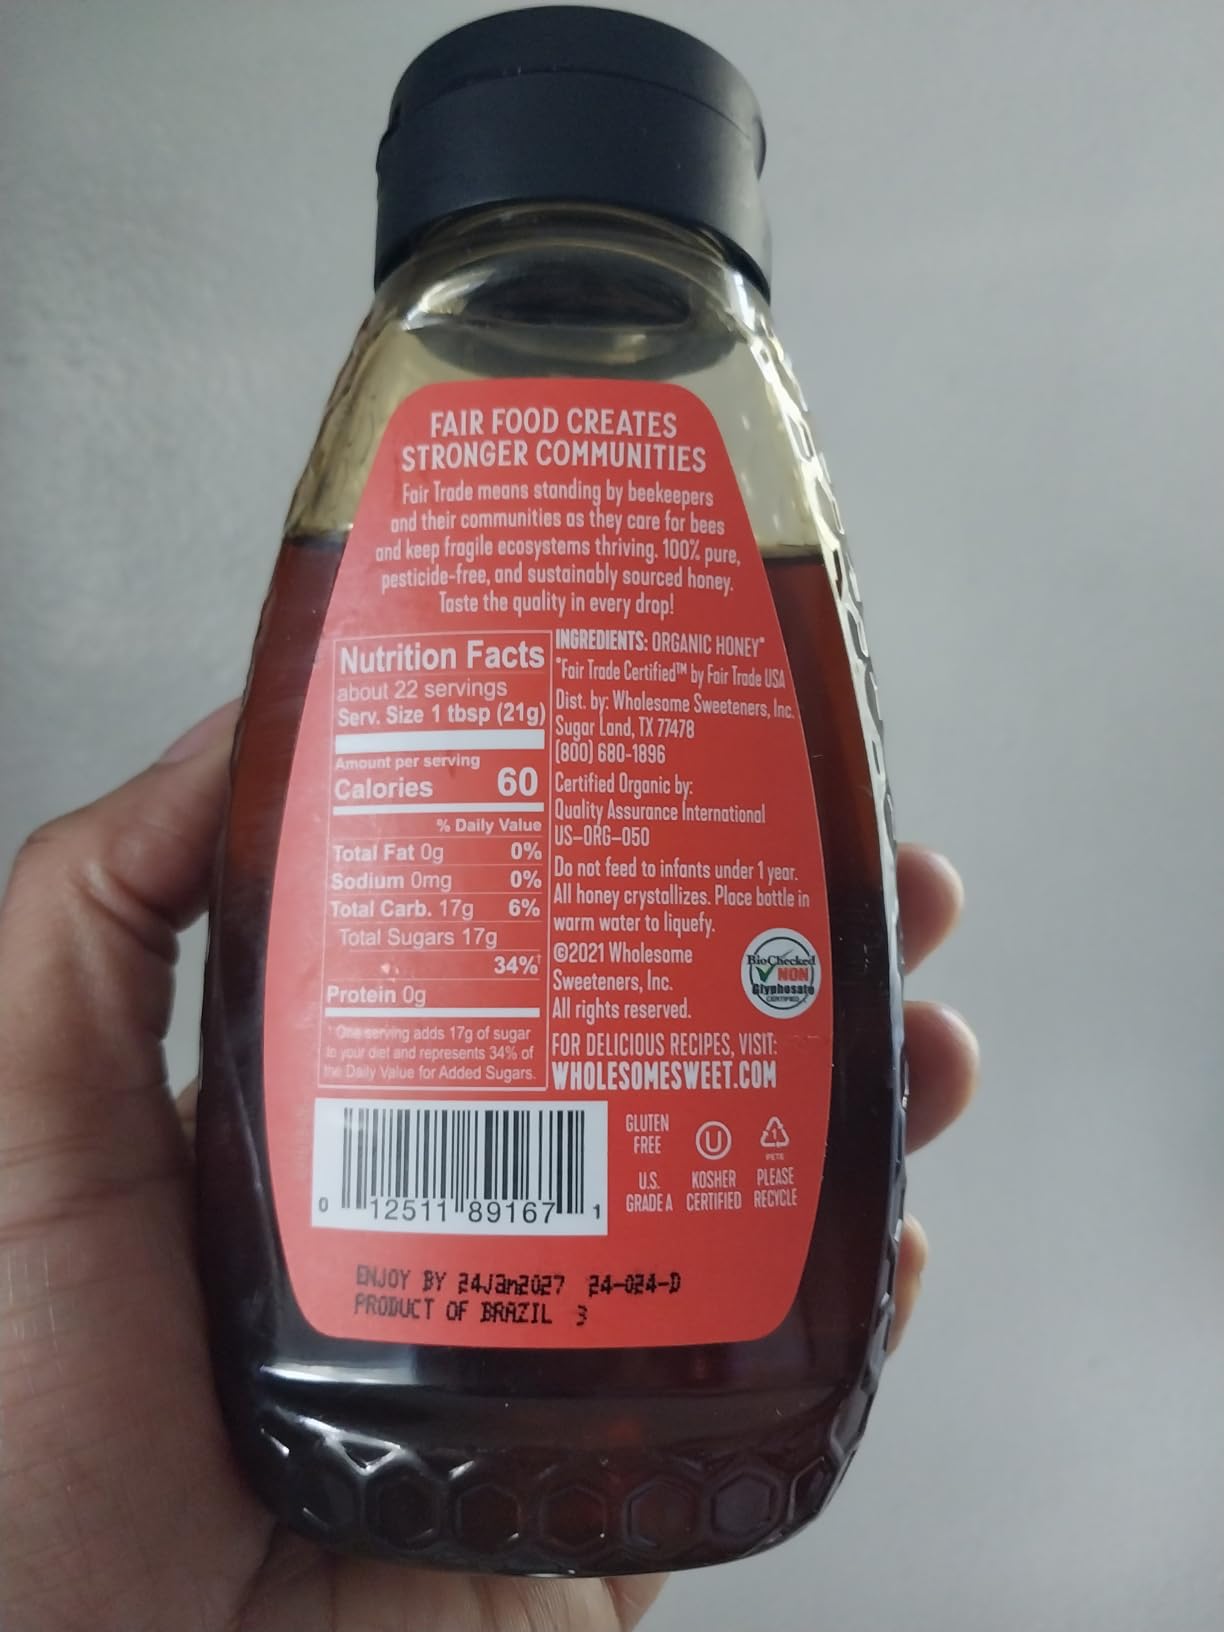 FAIR FOOD CREATES
STRONGER COMMUNITIES
Fair Trade means standing by beekeepers
and their communities as they care for bees
and keep fragile ecosystems thriving. 100% pure,
pesticide-free, and sustainably sourced honey.
Taste the quality in every drop!
Nutrition Facts
about 22 servings
Serv. Size 1 tbsp (21g)
Amount per serving
Calories 60
% Daily Value
Total Fat 0g 0%
Sodium 0mg 0%
Total Carb. 17g 6%
Total Sugars 17g
34%†
Protein 0g
† One serving adds 17g of sugar
to your diet and represents 34% of
the Daily Value for Added Sugars.
INGREDIENTS: ORGANIC HONEY*
*Fair Trade Certified™ by Fair Trade USA
Dist. by: Wholesome Sweeteners, Inc.
Sugar Land, TX 77478
(800) 680-1896
Certified Organic by:
Quality Assurance International
US-ORG-050
Do not feed to infants under 1 year.
All honey crystallizes. Place bottle in
warm water to liquefy.
©2021 Wholesome
Sweeteners, Inc.
All rights reserved.
BioChecked
NON
Glyphosate
CERTIFIED
FOR DELICIOUS RECIPES, VISIT:
WHOLESOMESWEET.COM
0 12511 89167 1
GLUTEN
FREE
U.S.
GRADE A
U
KOSHER
CERTIFIED
1
PETE
PLEASE
RECYCLE
ENJOY BY 24Jan2027 24-024-D
PRODUCT OF BRAZIL 3